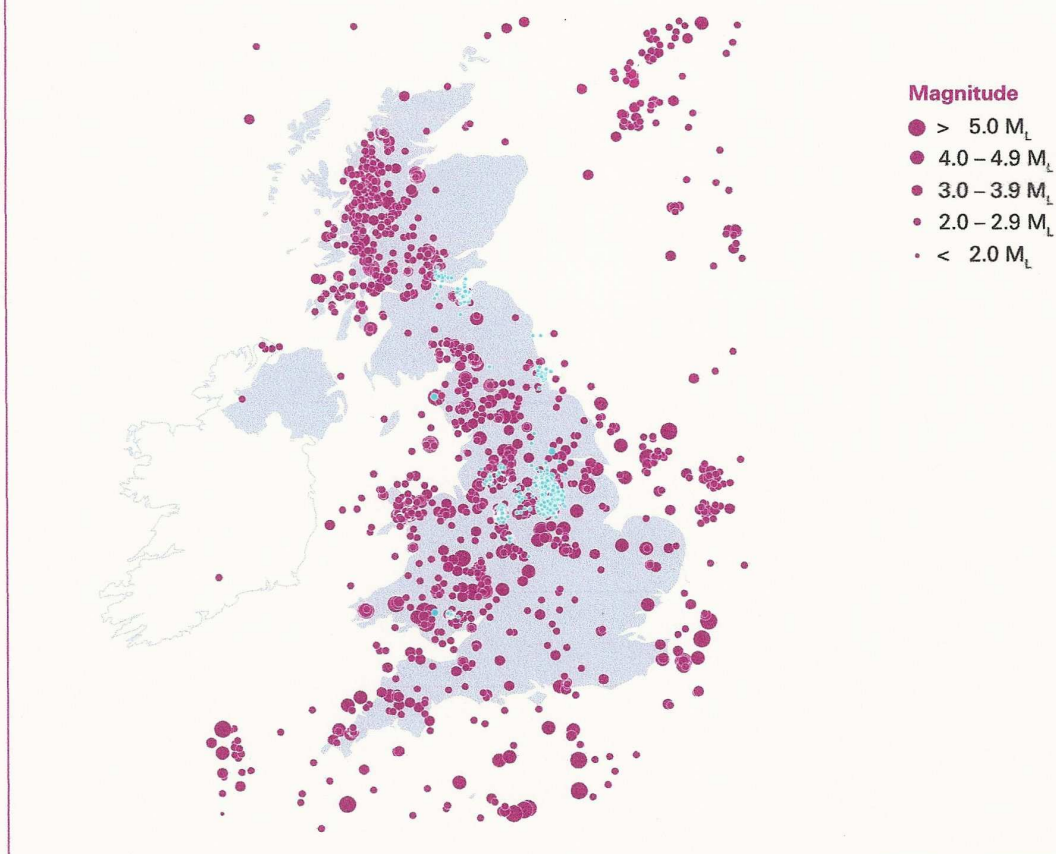 Magnitude
> 5.0 ML
4.0 – 4.9 ML
3.0 – 3.9 ML
2.0 – 2.9 ML
< 2.0 ML